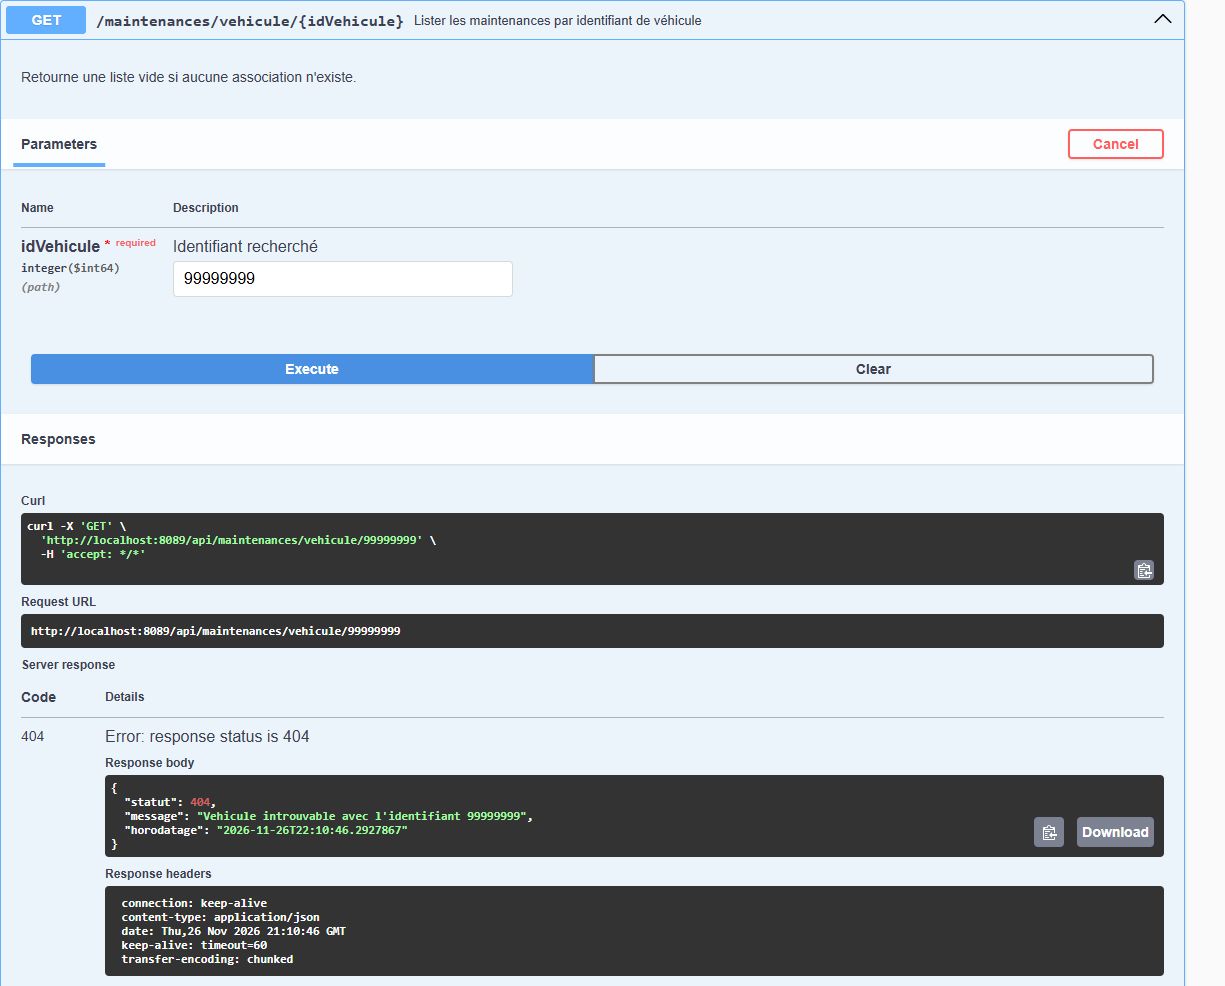 GET /maintenances/vehicule/{idVehicule} Lister les maintenances par identifiant de véhicule
Retourne une liste vide si aucune association n'existe.
Parameters
Cancel
Name Description
idVehicule * required Identifiant recherché
integer($int64)
(path)
99999999
Execute Clear
Responses
Curl
curl -X 'GET' \
'http://localhost:8089/api/maintenances/vehicule/99999999' \
-H 'accept: */*'
Request URL
http://localhost:8089/api/maintenances/vehicule/99999999
Server response
Code Details
404 Error: response status is 404
Response body
{
"statut": 404,
"message": "Vehicule introuvable avec l'identifiant 99999999",
"horodatage": "2026-11-26T22:10:46.2927867"
}
Download
Response headers
connection: keep-alive
content-type: application/json
date: Thu,26 Nov 2026 21:10:46 GMT
keep-alive: timeout=60
transfer-encoding: chunked